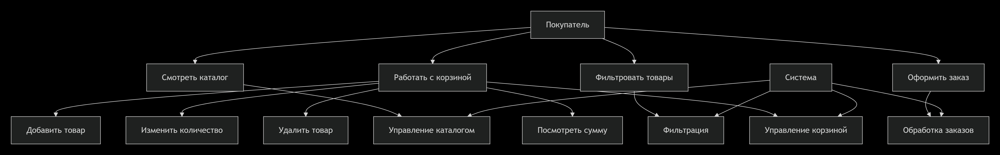 Покупатель
Смотреть каталог
Работать с корзиной
Фильтровать товары
Система
Оформить заказ
Добавить товар
Изменить количество
Удалить товар
Управление каталогом
Посмотреть сумму
Фильтрация
Управление корзиной
Обработка заказов